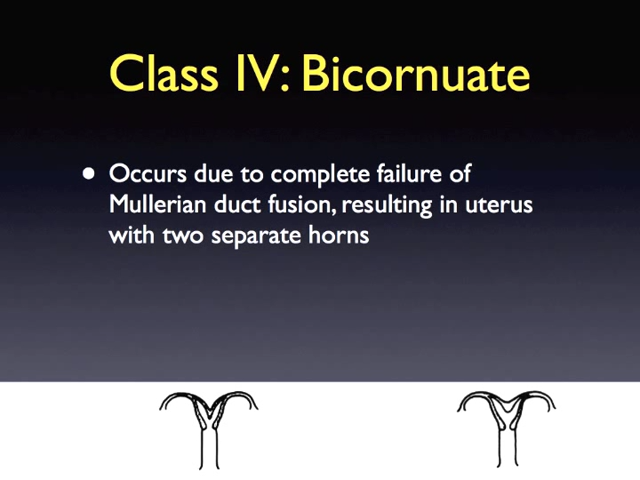 Class IV: Bicornuate
• Occurs due to complete failure of
Mullerian duct fusion, resulting in uterus
with two separate horns